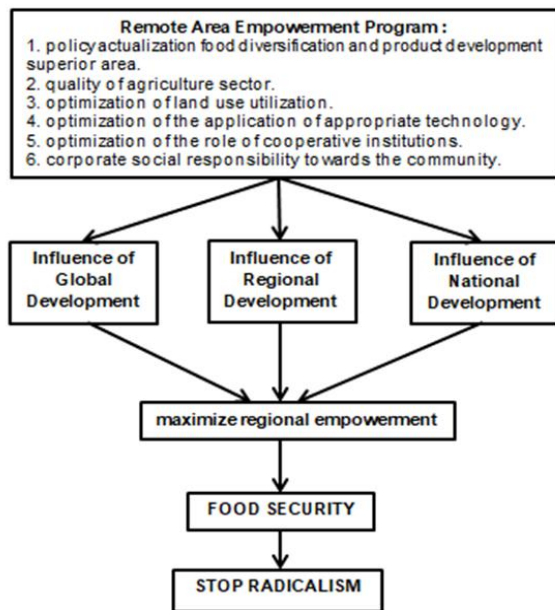 Remote Area Empowerment Program :
1. policy actualization food diversification and product development
superior area.
2. quality of agriculture sector.
3. optimization of land use utilization.
4. optimization of the application of appropriate technology.
5. optimization of the role of cooperative institutions.
6. corporate social responsibility towards the community.
Influence of
Global
Development
Influence of
Regional
Development
Influence of
National
Development
maximize regional empowerment
FOOD SECURITY
STOP RADICALISM